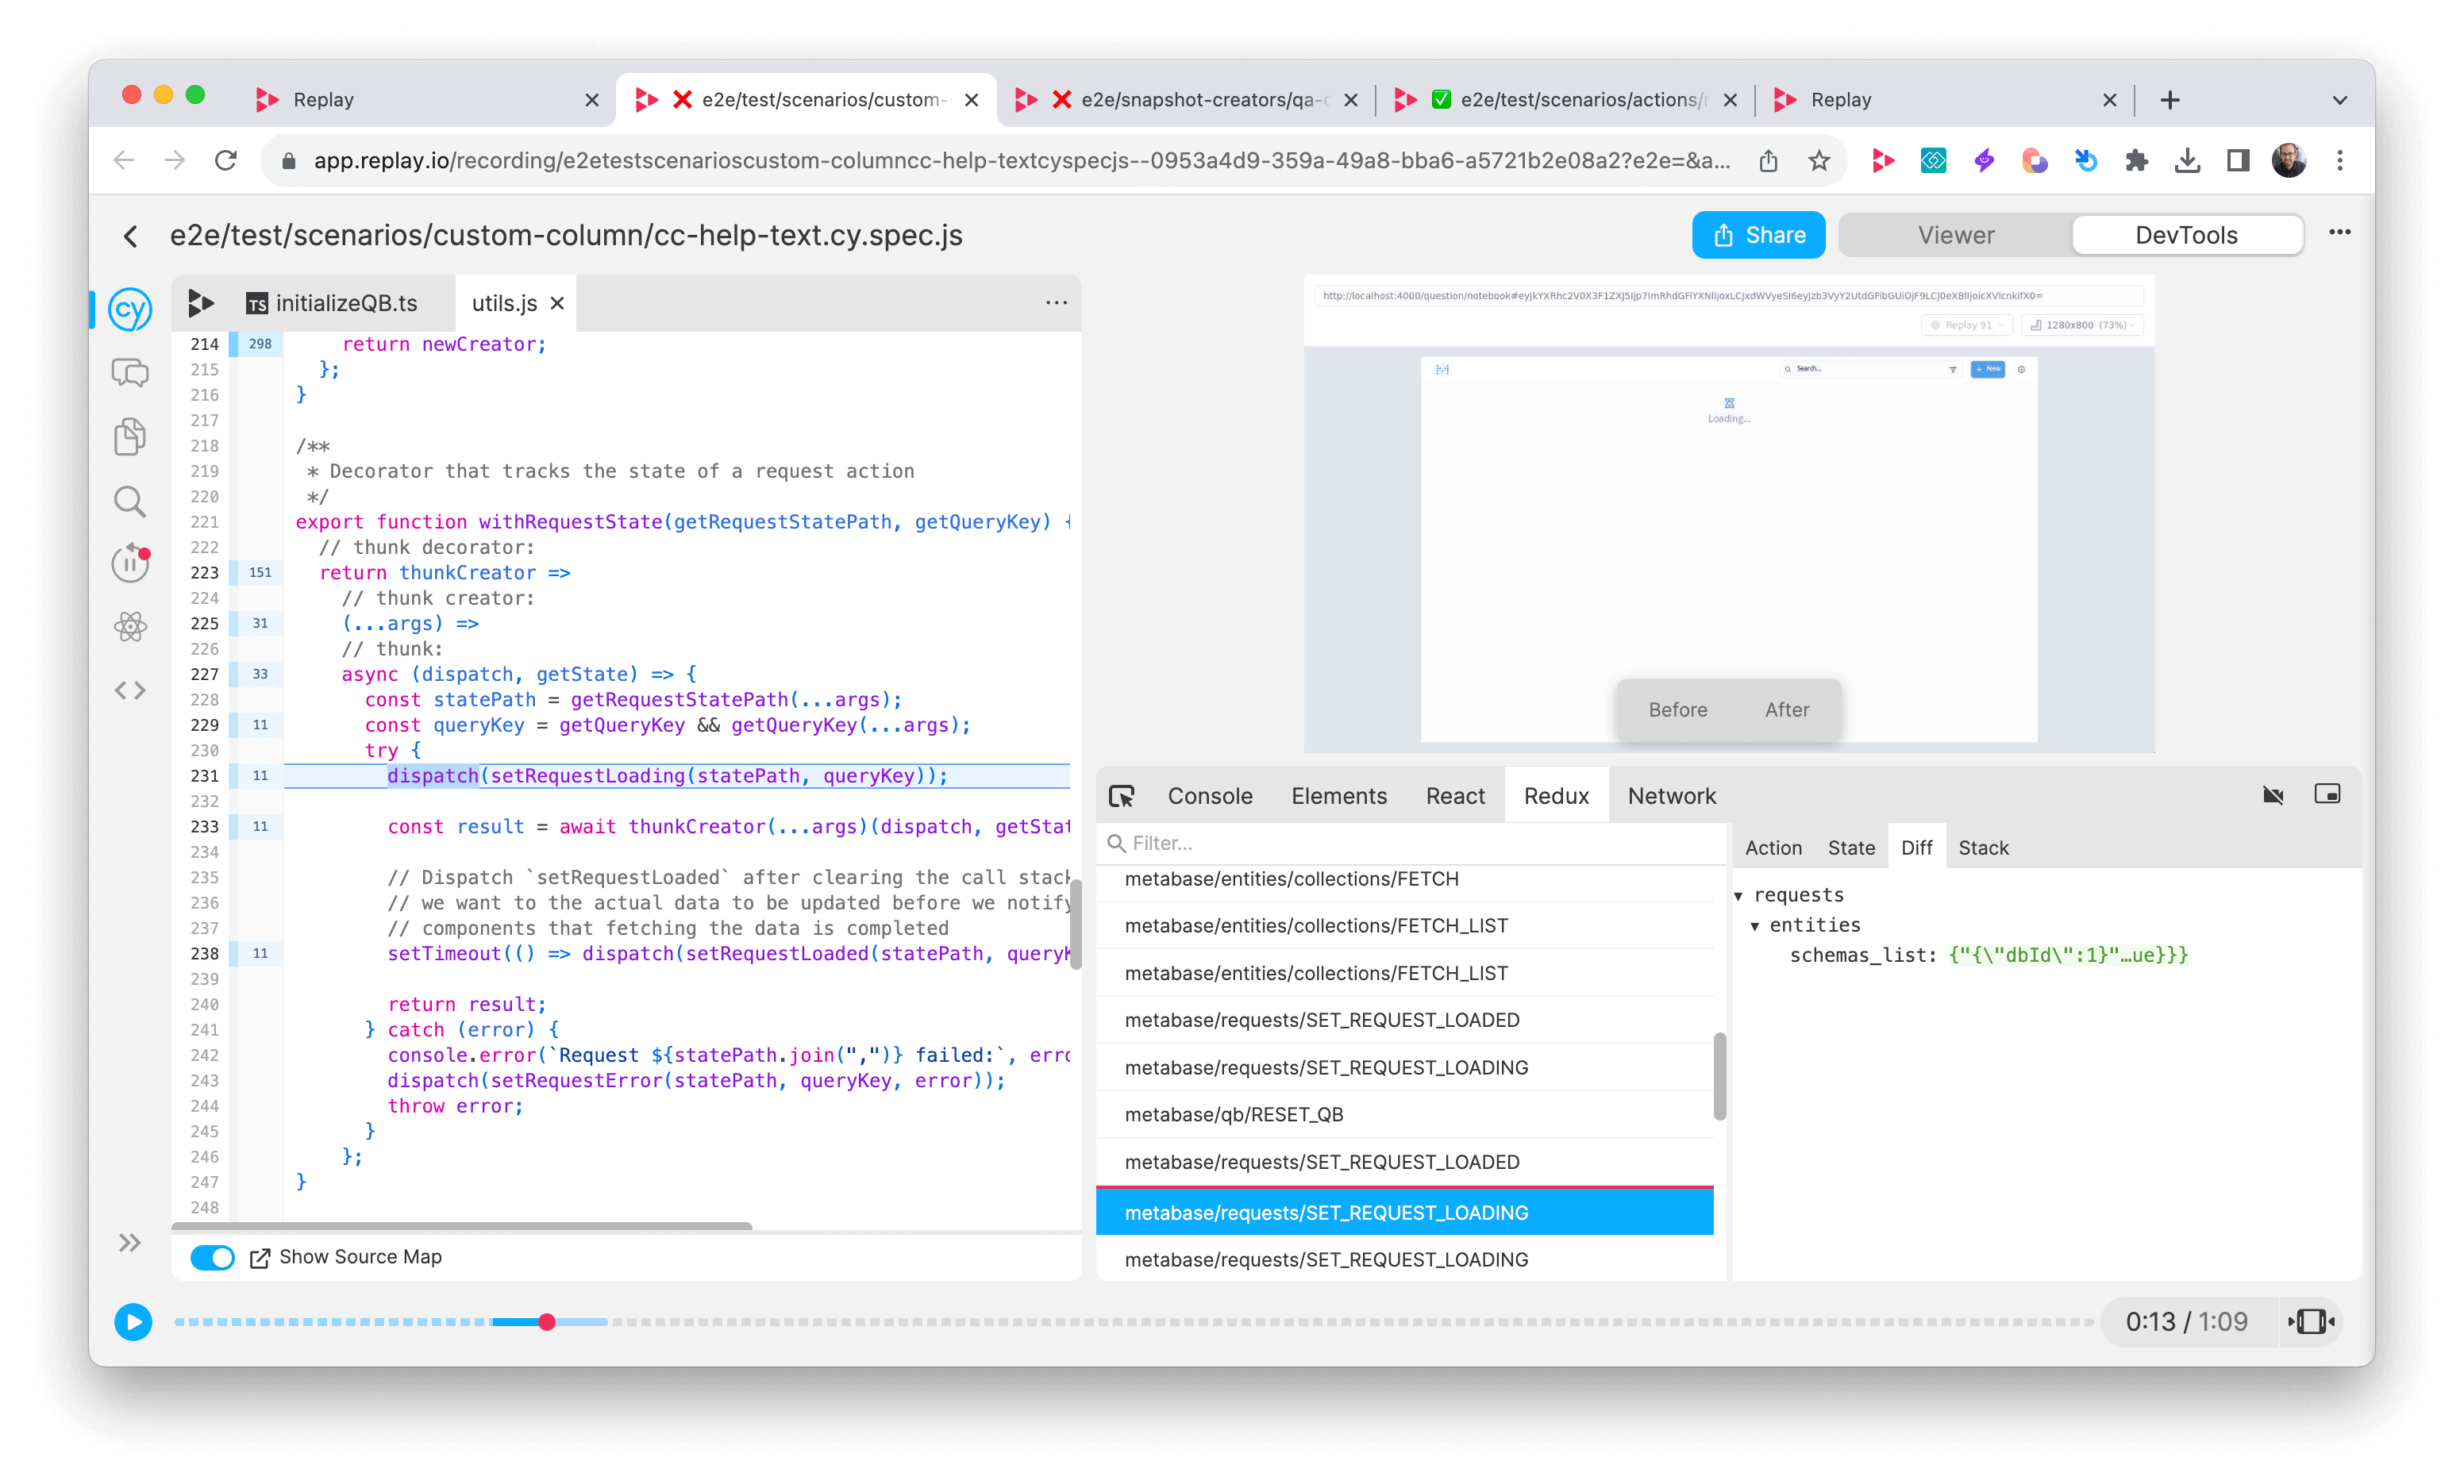 Replay
e2e/test/scenarios/custom-
e2e/snapshot-creators/qa-
e2e/test/scenarios/actions/
Replay
app.replay.io/recording/e2etestscenarioscustom-columncc-help-textcyspecjs--0953a4d9-359a-49a8-bba6-a5721b2e08a2?e2e=&a...
e2e/test/scenarios/custom-column/cc-help-text.cy.spec.js
Share
Viewer
DevTools
cy
TS initializeQB.ts
utils.js
214 298 return newCreator;
215 };
216 }
217
218 /**
219 * Decorator that tracks the state of a request action
220 */
221 export function withRequestState(getRequestStatePath, getQueryKey) {
222 // thunk decorator:
223 151 return thunkCreator =>
224 // thunk creator:
225 31 (...args) =>
226 // thunk:
227 33 async (dispatch, getState) => {
228 const statePath = getRequestStatePath(...args);
229 11 const queryKey = getQueryKey && getQueryKey(...args);
230 try {
231 11 dispatch(setRequestLoading(statePath, queryKey));
232
233 11 const result = await thunkCreator(...args)(dispatch, getStat
234
235 // Dispatch `setRequestLoaded` after clearing the call stack
236 // we want to the actual data to be updated before we notify
237 // components that fetching the data is completed
238 11 setTimeout(() => dispatch(setRequestLoaded(statePath, queryK
239
240 return result;
241 } catch (error) {
242 console.error(`Request ${statePath.join(",")} failed:`, erro
243 dispatch(setRequestError(statePath, queryKey, error));
244 throw error;
245 }
246 };
247 }
248
Show Source Map
Replay 91
1280x800 (73%)
Search...
+ New
Loading...
Before
After
Console
Elements
React
Redux
Network
Filter...
metabase/entities/collections/FETCH
metabase/entities/collections/FETCH_LIST
metabase/entities/collections/FETCH_LIST
metabase/requests/SET_REQUEST_LOADED
metabase/requests/SET_REQUEST_LOADING
metabase/qb/RESET_QB
metabase/requests/SET_REQUEST_LOADED
metabase/requests/SET_REQUEST_LOADING
metabase/requests/SET_REQUEST_LOADING
Action
State
Diff
Stack
requests
entities
schemas_list: {"{\"dbId\":1}"…ue}}}
0:13 / 1:09